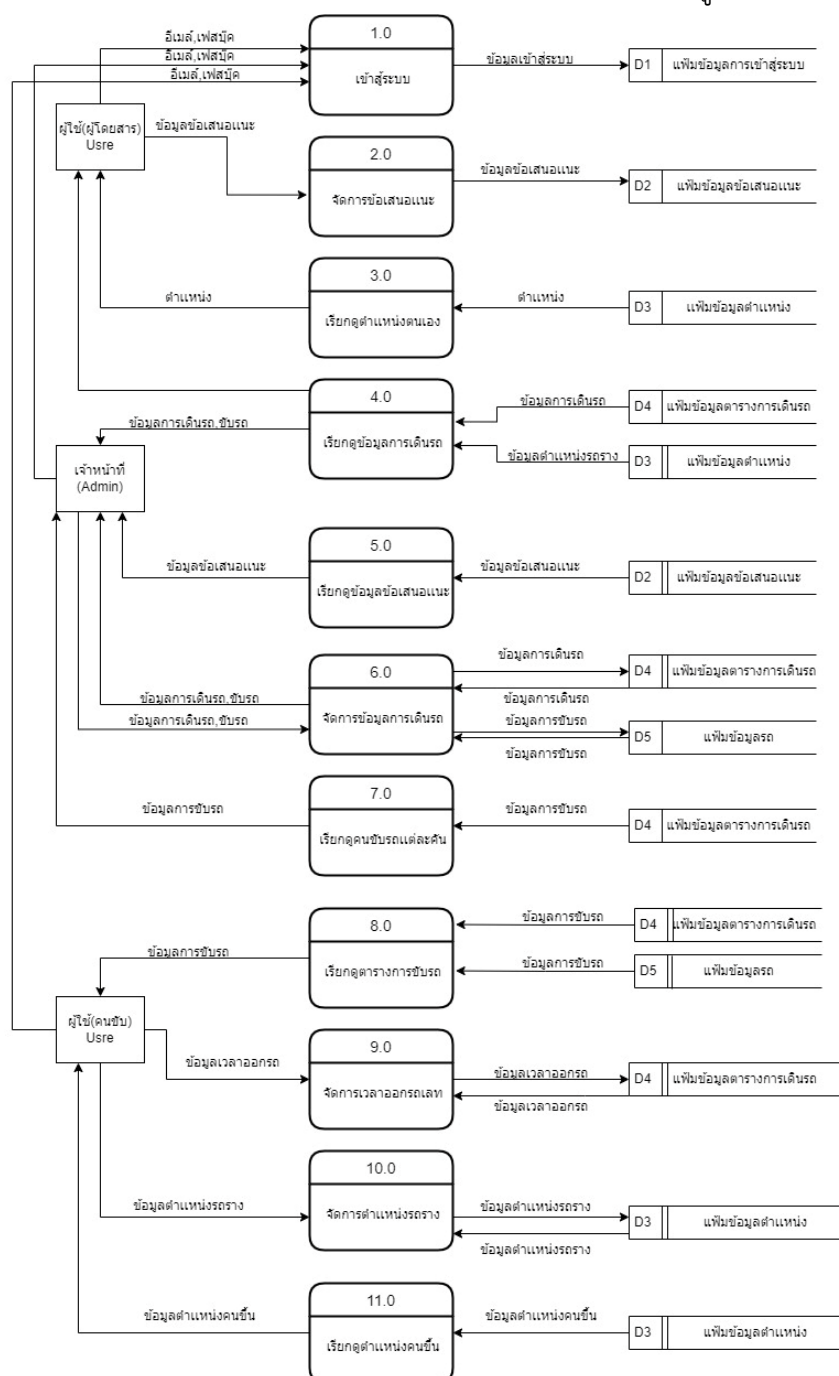 อีเมล์,เฟสบุ๊ค
อีเมล์,เฟสบุ๊ค
อีเมล์,เฟสบุ๊ค
1.0
เข้าสู่ระบบ
ข้อมูลเข้าสู่ระบบ
D1 แฟ้มข้อมูลการเข้าสู่ระบบ
ผู้ใช้(ผู้โดยสาร)
Usre
ข้อมูลข้อเสนอแนะ
2.0
จัดการข้อเสนอแนะ
ข้อมูลข้อเสนอแนะ
D2 แฟ้มข้อมูลข้อเสนอแนะ
ตำแหน่ง
3.0
เรียกดูตำแหน่งตนเอง
ตำแหน่ง
D3 แฟ้มข้อมูลตำแหน่ง
4.0
เรียกดูข้อมูลการเดินรถ
ข้อมูลการเดินรถ
D4 แฟ้มข้อมูลตารางการเดินรถ
ข้อมูลการเดินรถ,ขับรถ
ข้อมูลตำแหน่งรถราง
D3 แฟ้มข้อมูลตำแหน่ง
เจ้าหน้าที่
(Admin)
5.0
เรียกดูข้อมูลข้อเสนอแนะ
ข้อมูลข้อเสนอแนะ
ข้อมูลข้อเสนอแนะ
D2 แฟ้มข้อมูลข้อเสนอแนะ
6.0
จัดการข้อมูลการเดินรถ
ข้อมูลการเดินรถ
D4 แฟ้มข้อมูลตารางการเดินรถ
ข้อมูลการเดินรถ,ขับรถ
ข้อมูลการเดินรถ
ข้อมูลการเดินรถ,ขับรถ
ข้อมูลการขับรถ
D5 แฟ้มข้อมูลรถ
ข้อมูลการขับรถ
7.0
เรียกดูคนขับรถแต่ละคัน
ข้อมูลการขับรถ
ข้อมูลการขับรถ
D4 แฟ้มข้อมูลตารางการเดินรถ
8.0
เรียกดูตารางการขับรถ
ข้อมูลการขับรถ
D4 แฟ้มข้อมูลตารางการเดินรถ
ข้อมูลการขับรถ
ข้อมูลการขับรถ
D5 แฟ้มข้อมูลรถ
ผู้ใช้(คนขับ)
Usre
ข้อมูลเวลาออกรถ
9.0
จัดการเวลาออกรถเลท
ข้อมูลเวลาออกรถ
D4 แฟ้มข้อมูลตารางการเดินรถ
ข้อมูลเวลาออกรถ
10.0
จัดการตำแหน่งรถราง
ข้อมูลตำแหน่งรถราง
ข้อมูลตำแหน่งรถราง
D3 แฟ้มข้อมูลตำแหน่ง
ข้อมูลตำแหน่งรถราง
11.0
เรียกดูตำแหน่งคนขึ้น
ข้อมูลตำแหน่งคนขึ้น
ข้อมูลตำแหน่งคนขึ้น
D3 แฟ้มข้อมูลตำแหน่ง